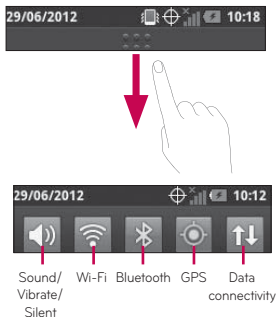 29/06/2012 10:18
29/06/2012 10:12
Sound/ Wi-Fi Bluetooth GPS Data
Vibrate/ connectivity
Silent